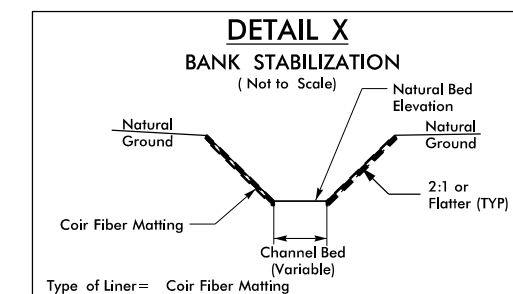 DETAIL X
BANK STABILIZATION
( Not to Scale)
Natural Bed
Elevation
Natural
Ground
Natural
Ground
2:1 or
Flatter (TYP)
Coir Fiber Matting
Channel Bed
(Variable)
Type of Liner= Coir Fiber Matting